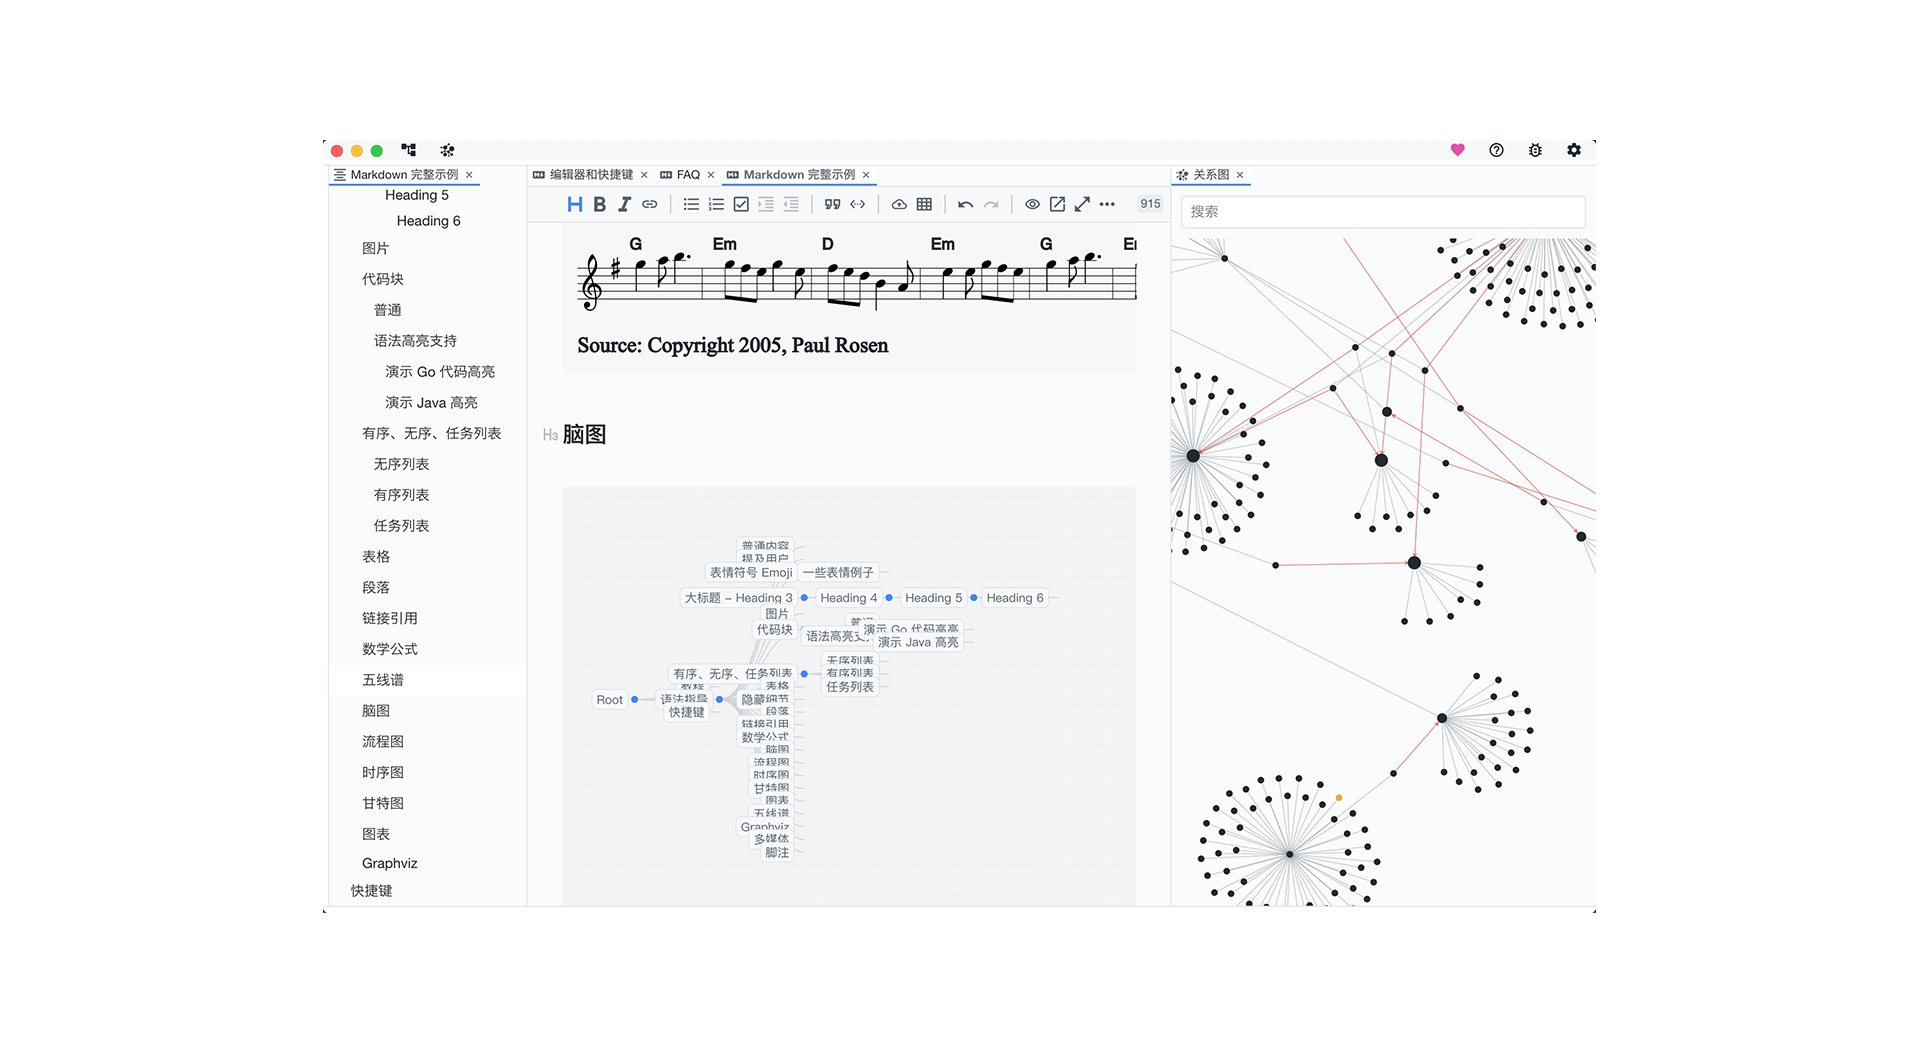 Markdown 完整示例
Heading 5
Heading 6
图片
代码块
普通
语法高亮支持
演示 Go 代码高亮
演示 Java 高亮
有序、无序、任务列表
无序列表
有序列表
任务列表
表格
段落
链接引用
数学公式
五线谱
脑图
流程图
时序图
甘特图
图表
Graphviz
快捷键
编辑器和快捷键
FAQ
Markdown 完整示例
915
G Em D Em G
Source: Copyright 2005, Paul Rosen
H3 脑图
普通内容
提及用户
表情符号 Emoji 一些表情例子
大标题 – Heading 3 Heading 4 Heading 5 Heading 6
图片
普通
代码块
演示 Go 代码高亮
语法高亮支
演示 Java 高亮
无序列表
有序、无序、任务列表
有序列表
教程
表格
任务列表
Root
语法指导
隐藏细节
快捷键
段落
链接引用
数学公式
脑图
流程图
时序图
甘特图
图表
五线谱
Graphviz
多媒体
脚注
关系图
搜索